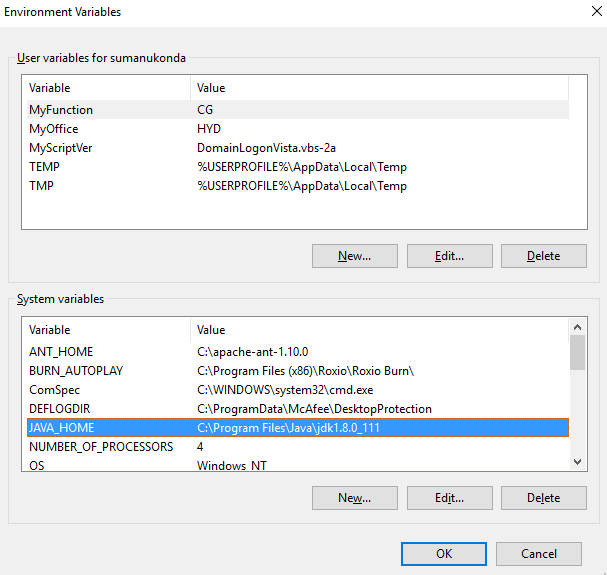 Environment Variables
User variables for sumanukonda
Variable Value
MyFunction CG
MyOffice HYD
MyScriptVer DomainLogonVista.vbs-2a
TEMP %USERPROFILE%\AppData\Local\Temp
TMP %USERPROFILE%\AppData\Local\Temp
New... Edit... Delete
System variables
Variable Value
ANT_HOME C:\apache-ant-1.10.0
BURN_AUTOPLAY C:\Program Files (x86)\Roxio\Roxio Burn\
ComSpec C:\WINDOWS\system32\cmd.exe
DEFLOGDIR C:\ProgramData\McAfee\DesktopProtection
JAVA_HOME C:\Program Files\Java\jdk1.8.0_111
NUMBER_OF_PROCESSORS 4
OS Windows_NT
New... Edit... Delete
OK Cancel